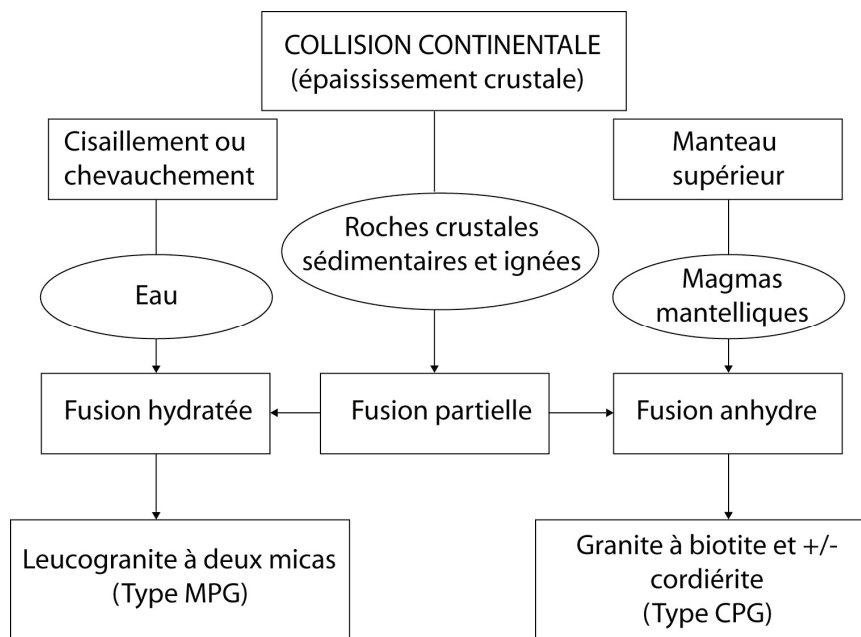 COLLISION CONTINENTALE
(épaississement crustale)
Cisaillement ou
chevauchement
Manteau
supérieur
Roches crustales
sédimentaires et ignées
Eau
Magmas
mantelliques
Fusion hydratée
Fusion partielle
Fusion anhydre
Leucogranite à deux micas
(Type MPG)
Granite à biotite et +/-
cordiérite
(Type CPG)